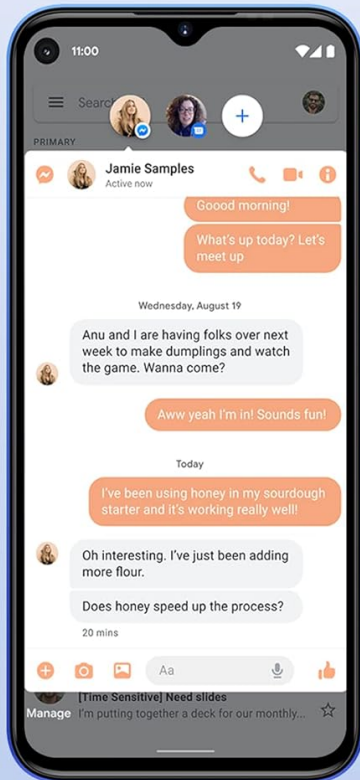 11:00
Searc
PRIMARY
Jamie Samples
Active now
Goood morning!
What's up today? Let's
meet up
Wednesday, August 19
Anu and I are having folks over next
week to make dumplings and watch
the game. Wanna come?
Aww yeah I'm in! Sounds fun!
Today
I've been using honey in my sourdough
starter and it's working really well!
Oh interesting. I've just been adding
more flour.
Does honey speed up the process?
20 mins
Aa
[Time Sensitive] Need slides
Manage
I'm putting together a deck for our monthly...